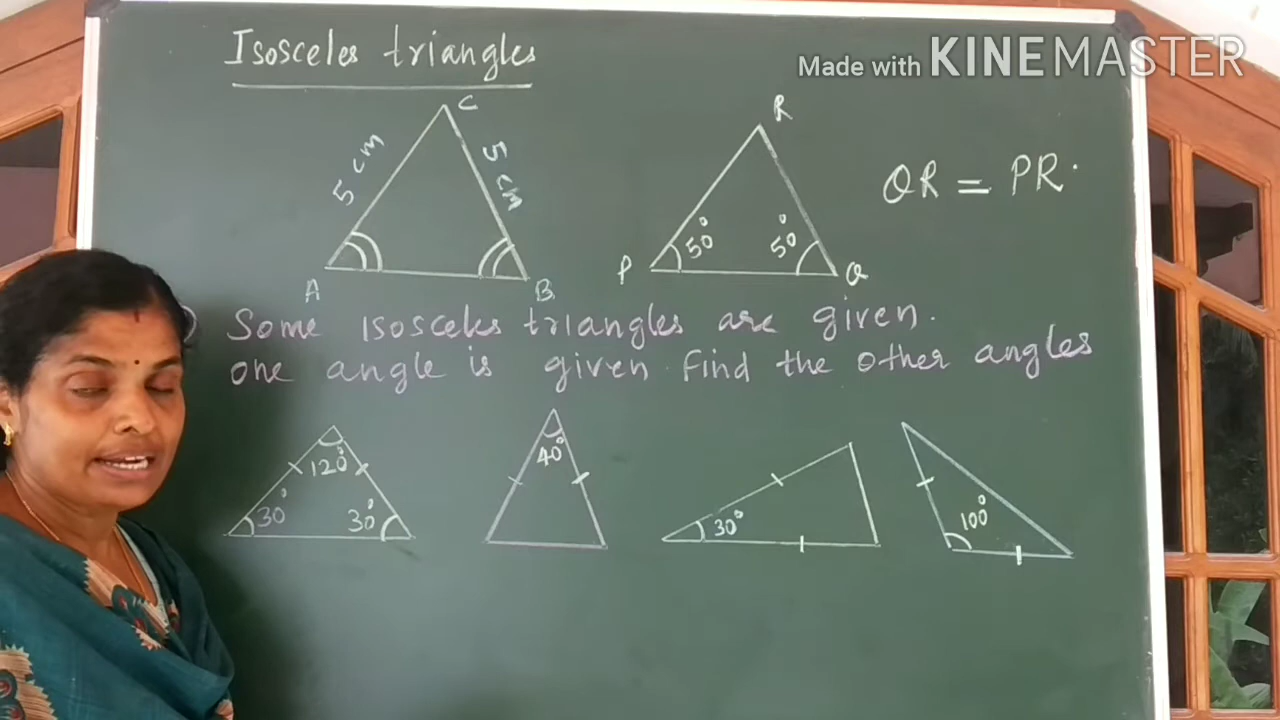 Isosceles triangles
Made with KINEMASTER
C
5 cm
5 cm
A
B
R
50°
50°
P
Q
QR = PR.
Some Isosceles triangles are given.
one angle is given. Find the other angles
120°
30°
30°
40°
30°
100°